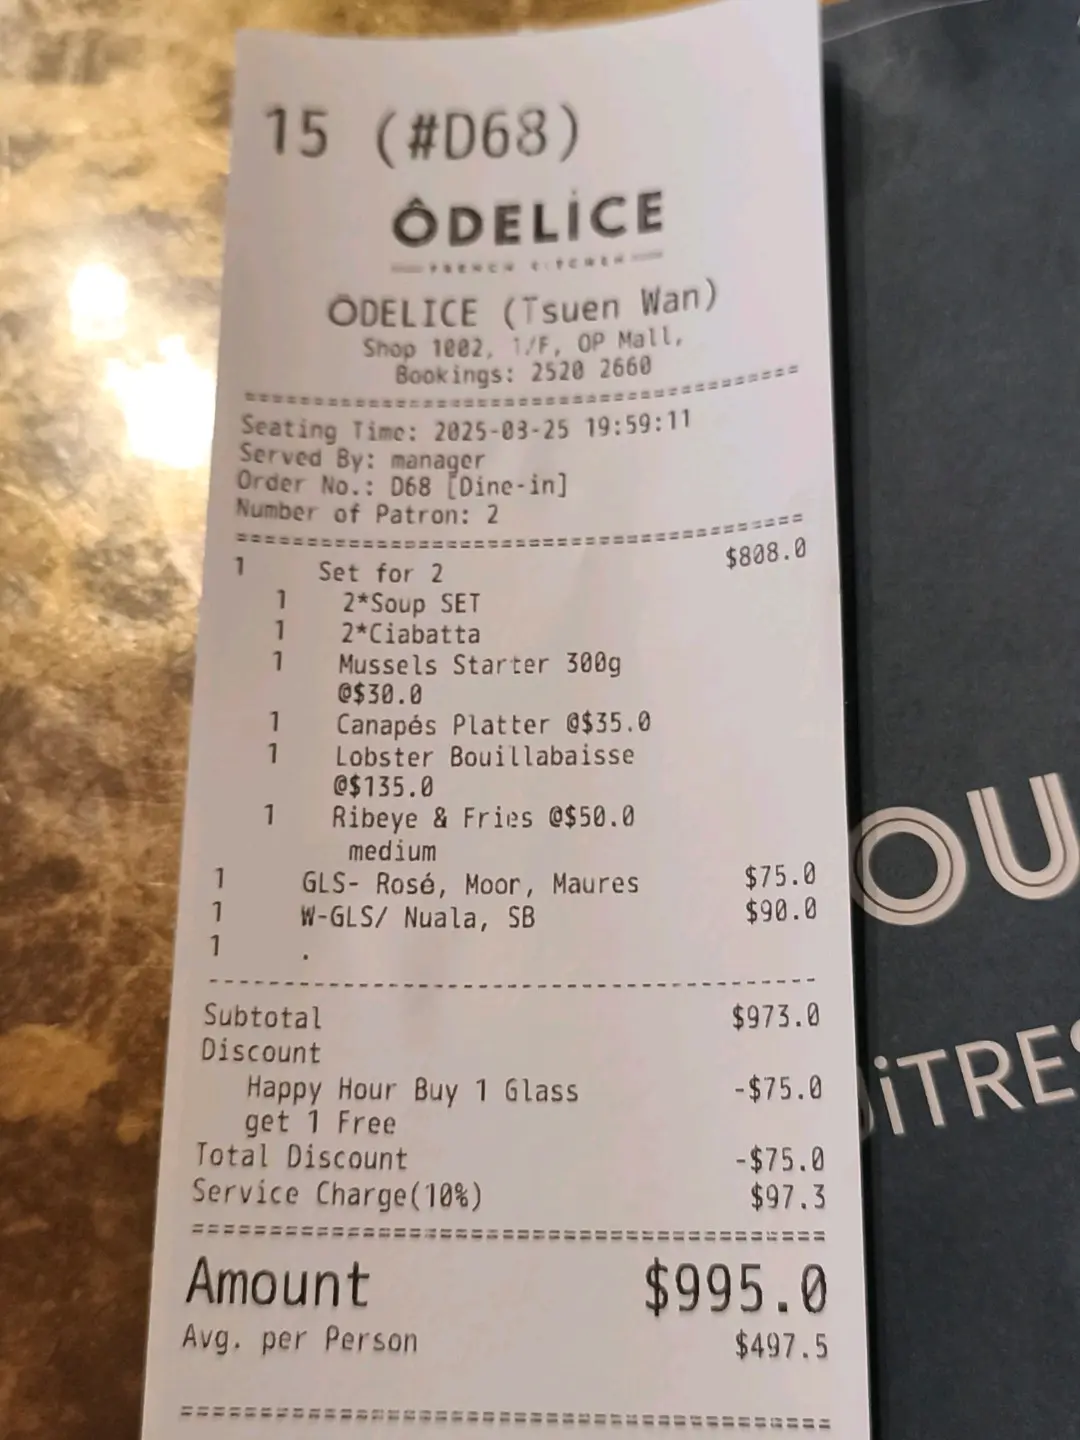 15 (#D68)
ÔDELİCE
FRENCH KITCHEN
ÔDELICE (Tsuen Wan)
Shop 1002, 1/F, OP Mall,
Bookings: 2520 2660
========================================
Seating Time: 2025-03-25 19:59:11
Served By: manager
Order No.: D68 [Dine-in]
Number of Patron: 2
========================================
1 Set for 2 $808.0
1 2*Soup SET
1 2*Ciabatta
1 Mussels Starter 300g
@$30.0
1 Canapés Platter @$35.0
1 Lobster Bouillabaisse
@$135.0
1 Ribeye & Fries @$50.0
medium
1 GLS- Rosé, Moor, Maures $75.0
1 W-GLS/ Nuala, SB $90.0
1 .
----------------------------------------
Subtotal $973.0
Discount
Happy Hour Buy 1 Glass -$75.0
get 1 Free
Total Discount -$75.0
Service Charge(10%) $97.3
========================================
Amount $995.0
Avg. per Person $497.5
========================================
OU
iTRES